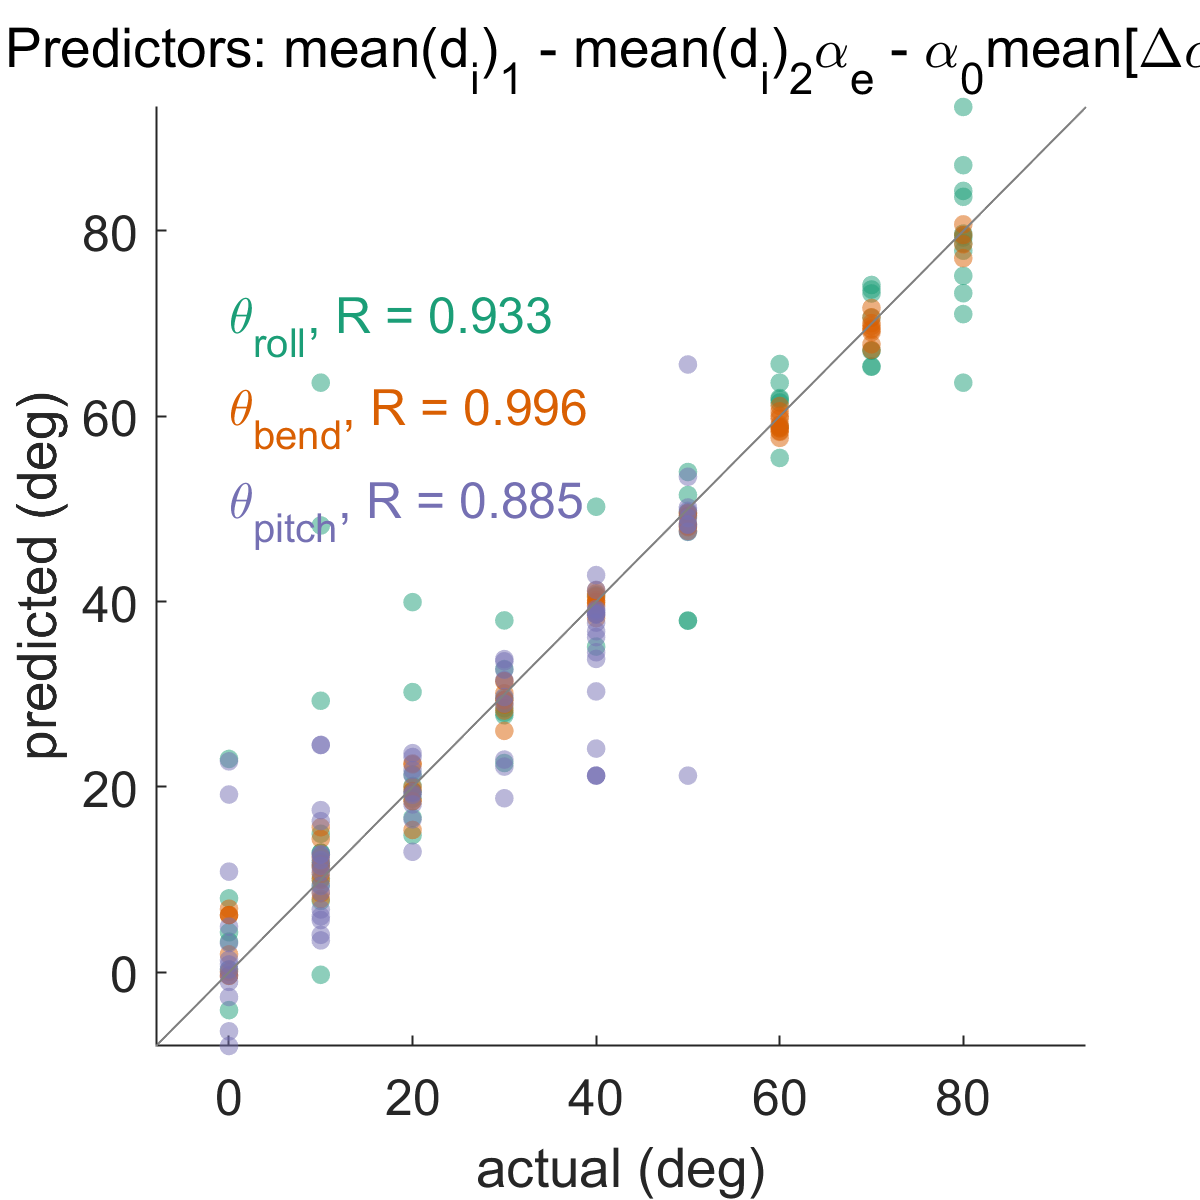 Predictors: mean(d_i)_1 - mean(d_i)_2α_e - α_0mean[Δ
80
60
40
20
0
θ_roll, R = 0.933
θ_bend, R = 0.996
θ_pitch, R = 0.885
predicted (deg)
0 20 40 60 80
actual (deg)